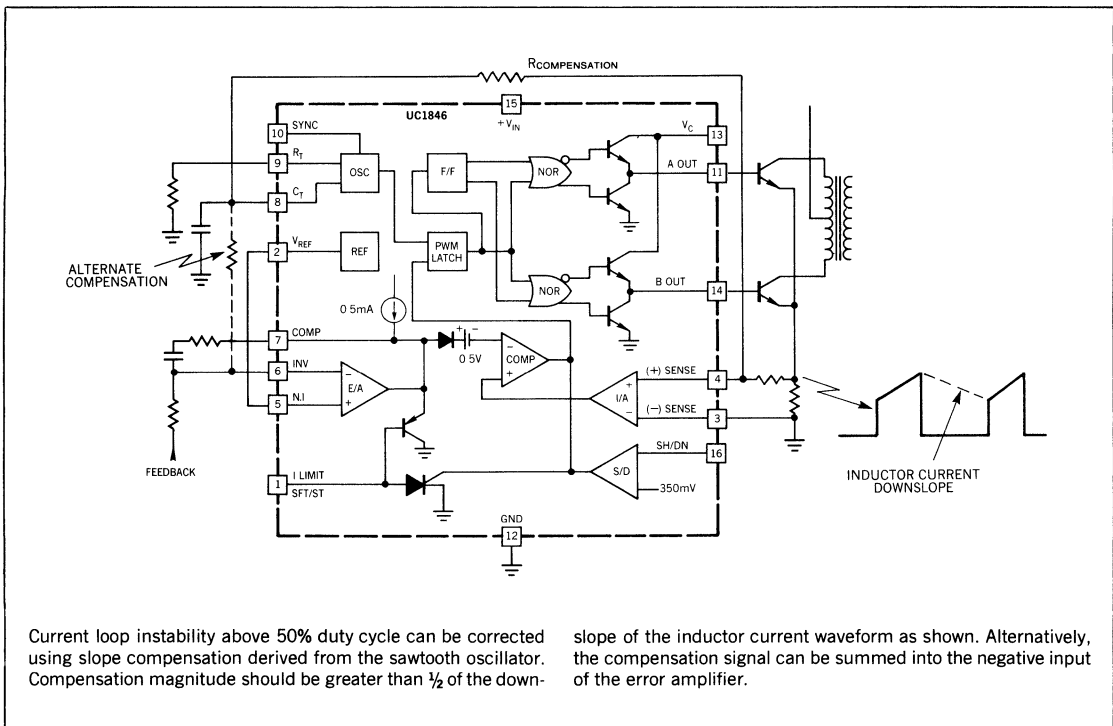 RCOMPENSATION
15
+VIN
UC1846
10 SYNC
9 RT
8 CT
2 VREF
7 COMP
6 INV
5 N.I
1 I LIMIT
SFT/ST
OSC
REF
F/F
PWM
LATCH
NOR
NOR
VC 13
A OUT 11
B OUT 14
ALTERNATE
COMPENSATION
0 5mA
+ -
0 5V
-
COMP
+
-
E/A
+
+
I/A
-
(+) SENSE 4
(-) SENSE 3
SH/DN 16
S/D
350mV
FEEDBACK
GND
12
INDUCTOR CURRENT
DOWNSLOPE
Current loop instability above 50% duty cycle can be corrected
using slope compensation derived from the sawtooth oscillator.
Compensation magnitude should be greater than ½ of the down-
slope of the inductor current waveform as shown. Alternatively,
the compensation signal can be summed into the negative input
of the error amplifier.